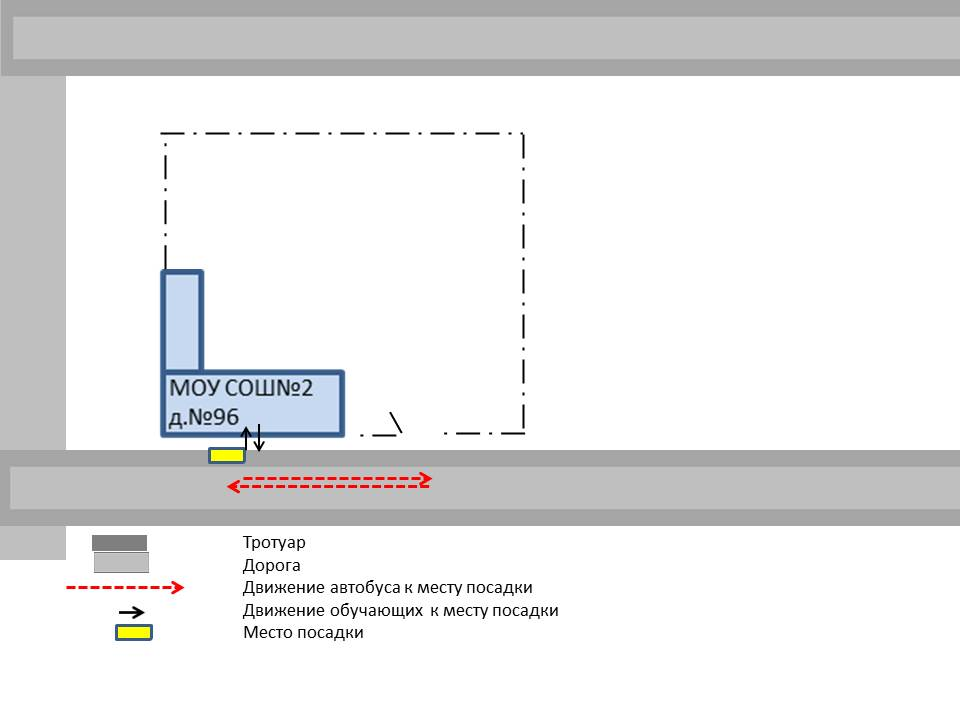 МОУ СОШ№2
д.№96
Тротуар
Дорога
Движение автобуса к месту посадки
Движение обучающих к месту посадки
Место посадки